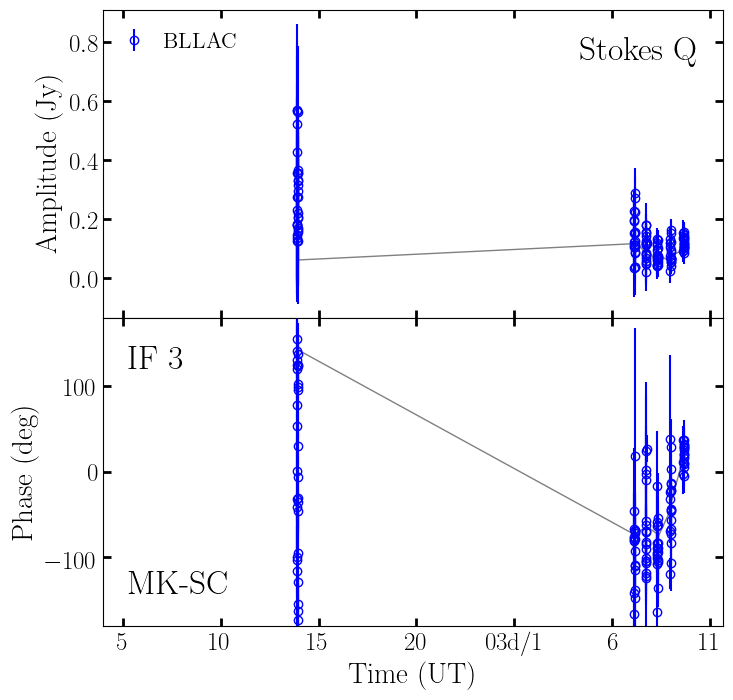 BLLAC
Stokes Q
0.8
0.6
0.4
0.2
0.0
Amplitude (Jy)
IF 3
MK-SC
100
0
−100
Phase (deg)
5 10 15 20 03d/1 6 11
Time (UT)